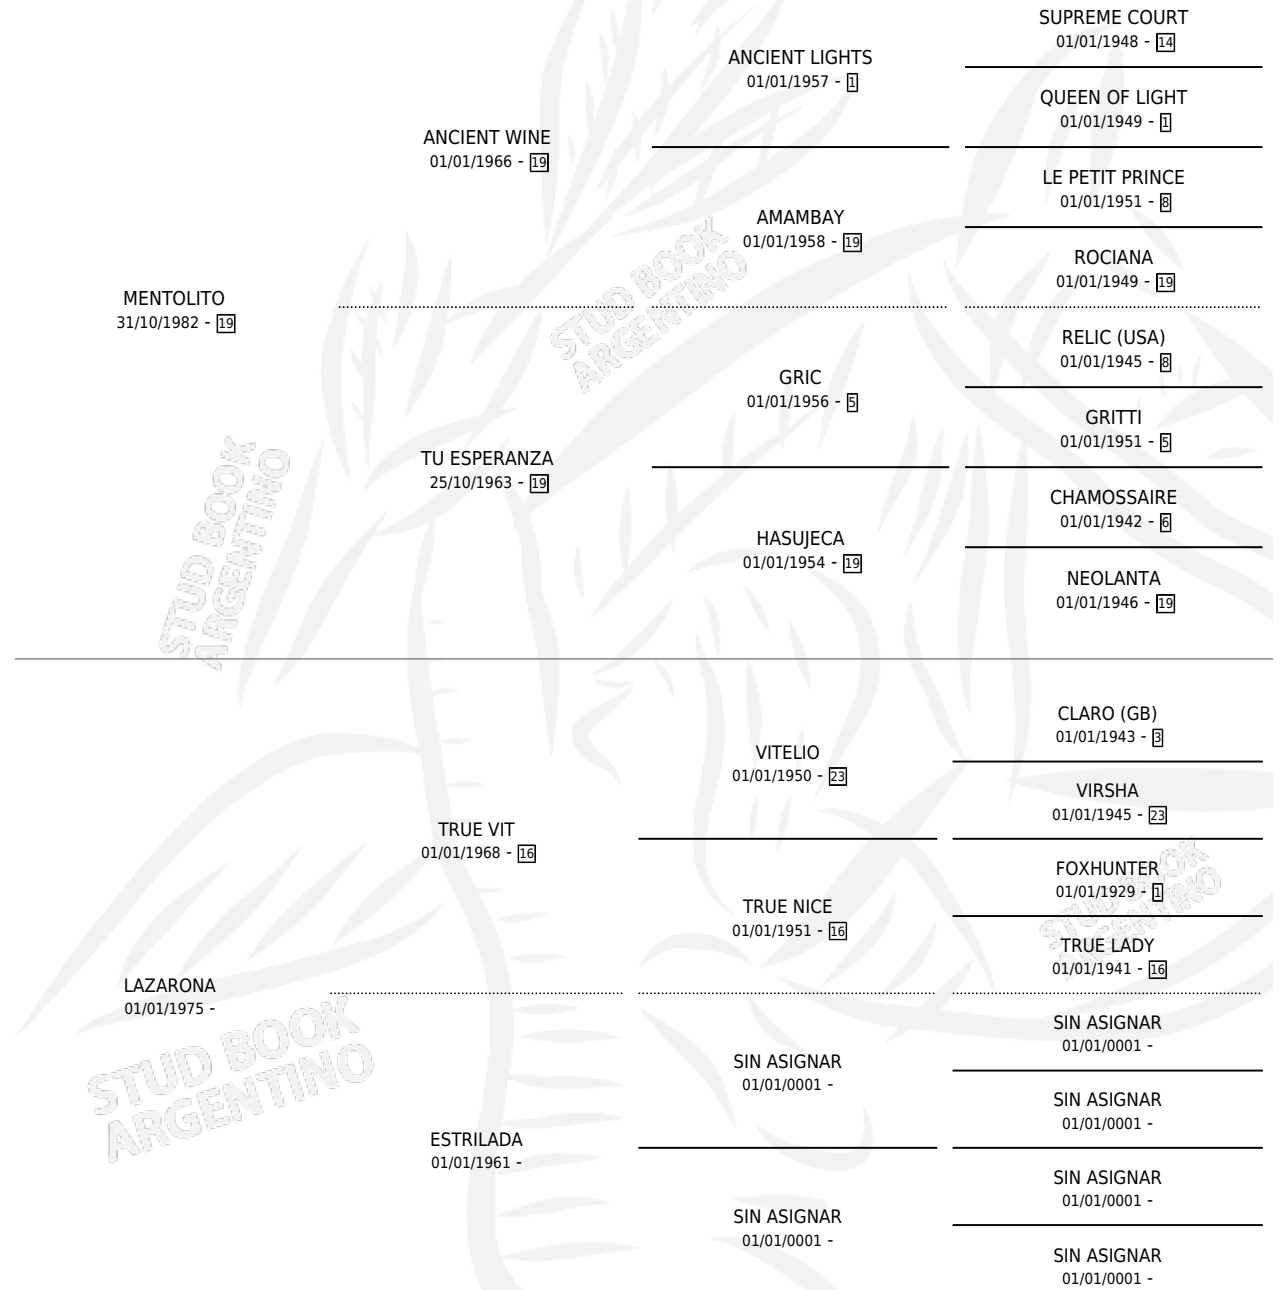 SUPREME COURT
01/01/1948 - 14
ANCIENT LIGHTS
01/01/1957 - 1
QUEEN OF LIGHT
01/01/1949 - 1
ANCIENT WINE
01/01/1966 - 19
LE PETIT PRINCE
01/01/1951 - 8
AMAMBAY
01/01/1958 - 19
ROCIANA
01/01/1949 - 19
MENTOLITO
31/10/1982 - 19
STUD BOOK
ARGENTINO
RELIC (USA)
01/01/1945 - 8
GRIC
01/01/1956 - 5
GRITTI
01/01/1951 - 5
TU ESPERANZA
25/10/1963 - 19
CHAMOSSAIRE
01/01/1942 - 6
HASUJECA
01/01/1954 - 19
NEOLANTA
01/01/1946 - 19
STUD BOOK
ARGENTINO
CLARO (GB)
01/01/1943 - 3
VITELIO
01/01/1950 - 23
VIRSHA
01/01/1945 - 23
TRUE VIT
01/01/1968 - 16
FOXHUNTER
01/01/1929 - 1
TRUE NICE
01/01/1951 - 16
STUD BOOK
ARGENTINO
TRUE LADY
01/01/1941 - 16
LAZARONA
01/01/1975 -
STUD BOOK
ARGENTINO
SIN ASIGNAR
01/01/0001 -
SIN ASIGNAR
01/01/0001 -
SIN ASIGNAR
01/01/0001 -
ESTRILADA
01/01/1961 -
SIN ASIGNAR
01/01/0001 -
SIN ASIGNAR
01/01/0001 -
SIN ASIGNAR
01/01/0001 -